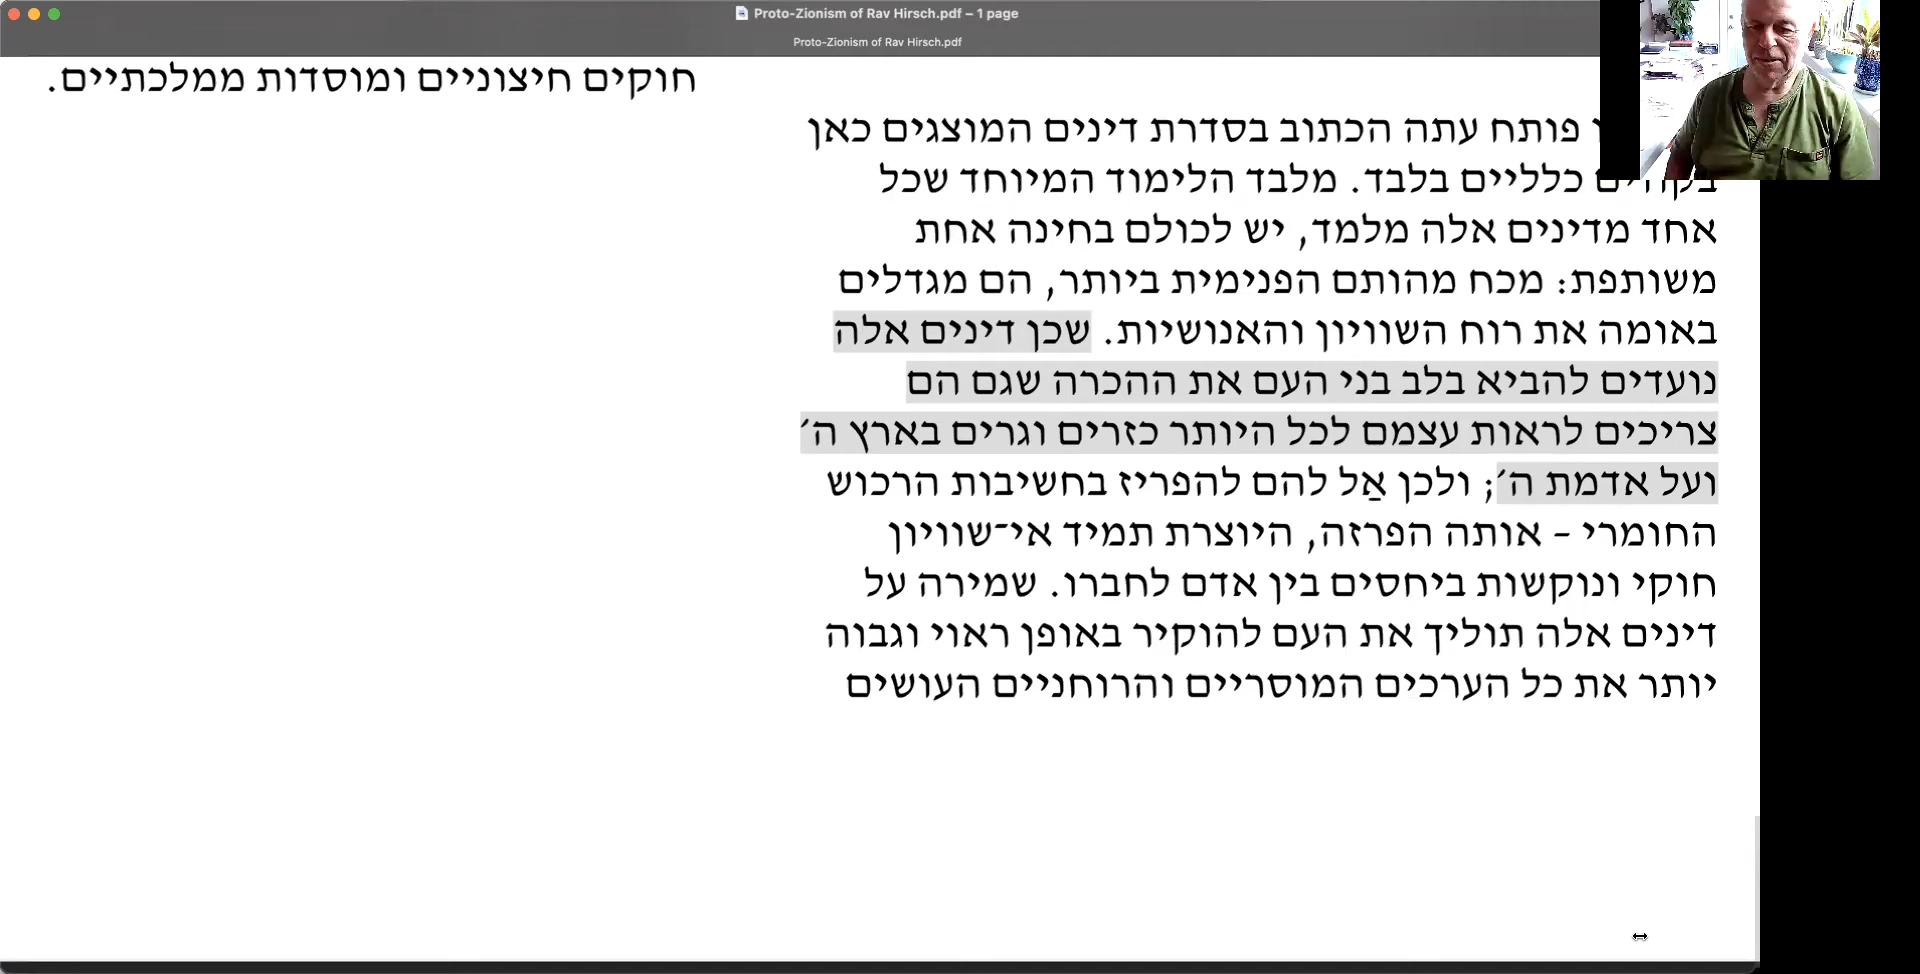 Proto-Zionism of Rav Hirsch.pdf – 1 page
Proto-Zionism of Rav Hirsch.pdf
חוקים חיצוניים ומוסדות ממלכתיים.
פותח עתה הכתוב בסדרת דינים המוצגים כאן
כלליים בלבד. מלבד הלימוד המיוחד שכל
אחד מדינים אלה מלמד, יש לכולם בחינה אחת
משותפת: מכח מהותם הפנימית ביותר, הם מגדלים
באומה את רוח השוויון והאנושיות. שכן דינים אלה
נועדים להביא בלב בני העם את ההכרה שגם הם
צריכים לראות עצמם לכל היותר כזרים וגרים בארץ ה׳
ועל אדמת ה׳; ולכן אַל להם להפריז בחשיבות הרכוש
החומרי – אותה הפרזה, היוצרת תמיד אי־שוויון
חוקי ונוקשות ביחסים בין אדם לחברו. שמירה על
דינים אלה תוליך את העם להוקיר באופן ראוי וגבוה
יותר את כל הערכים המוסריים והרוחניים העושים